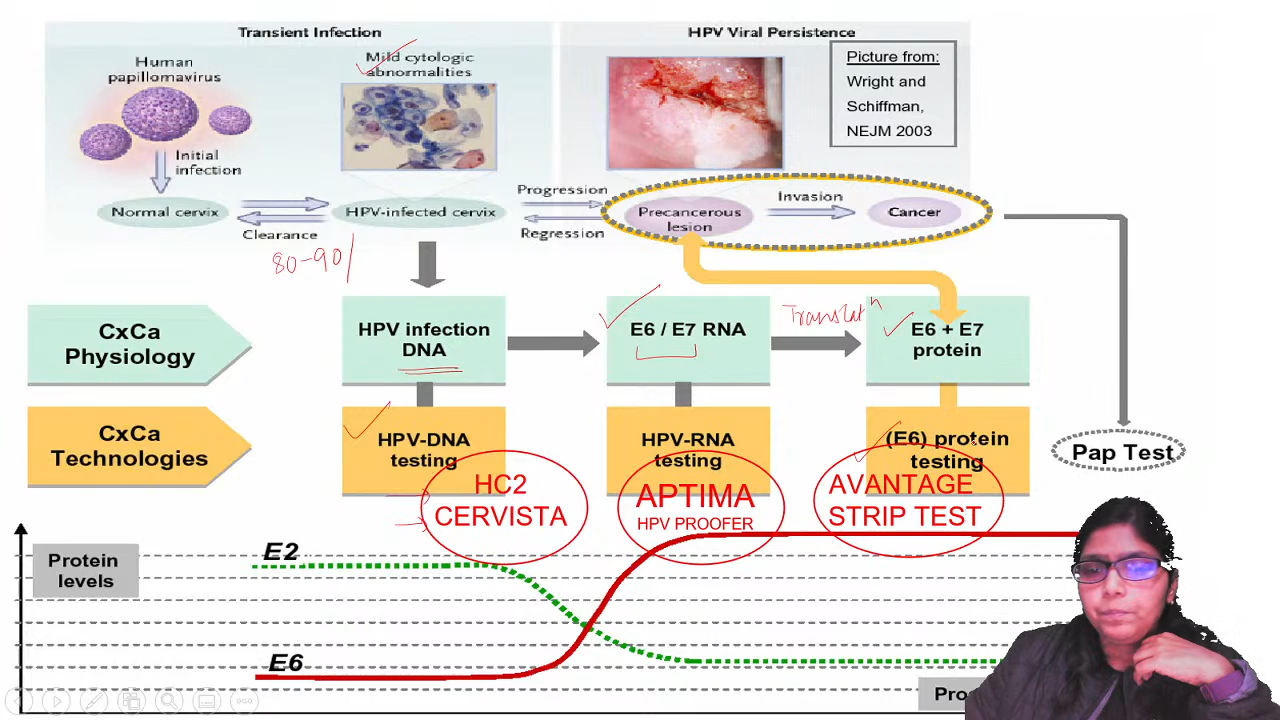 Transient Infection
HPV Viral Persistence
Human
papillomavirus
Mild cytologic
abnormalities
Picture from:
Wright and
Schiffman,
NEJM 2003
Initial
infection
Progression
Invasion
Normal cervix
HPV-infected cervix
Precancerous
lesion
Cancer
Clearance
Regression
80-90/
CxCa
Physiology
HPV infection
DNA
E6 / E7 RNA
Translatn
E6 + E7
protein
CxCa
Technologies
HPV-DNA
testing
HPV-RNA
testing
(E6) protein
testing
Pap Test
HC2
CERVISTA
APTIMA
HPV PROOFER
AVANTAGE
STRIP TEST
Protein
levels
E2
E6